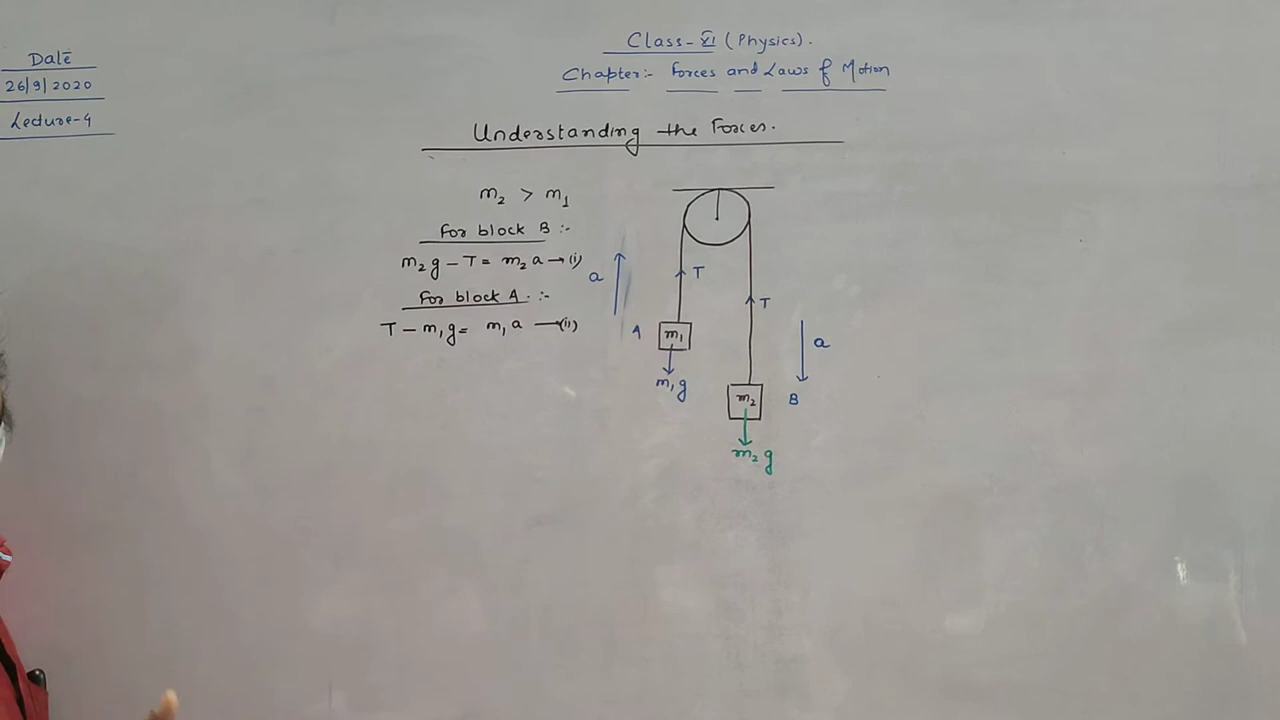 Date
26/9/2020
Lecture-4
Class-XI (Physics).
Chapter:- Forces and Laws of Motion
Understanding the Forces.
m₂ > m₁
For block B :-
m₂g - T = m₂a →(i)
For block A :-
T - m₁g = m₁a —(ii)
a
T
T
A
m₁
m₁g
a
m₂
B
m₂g